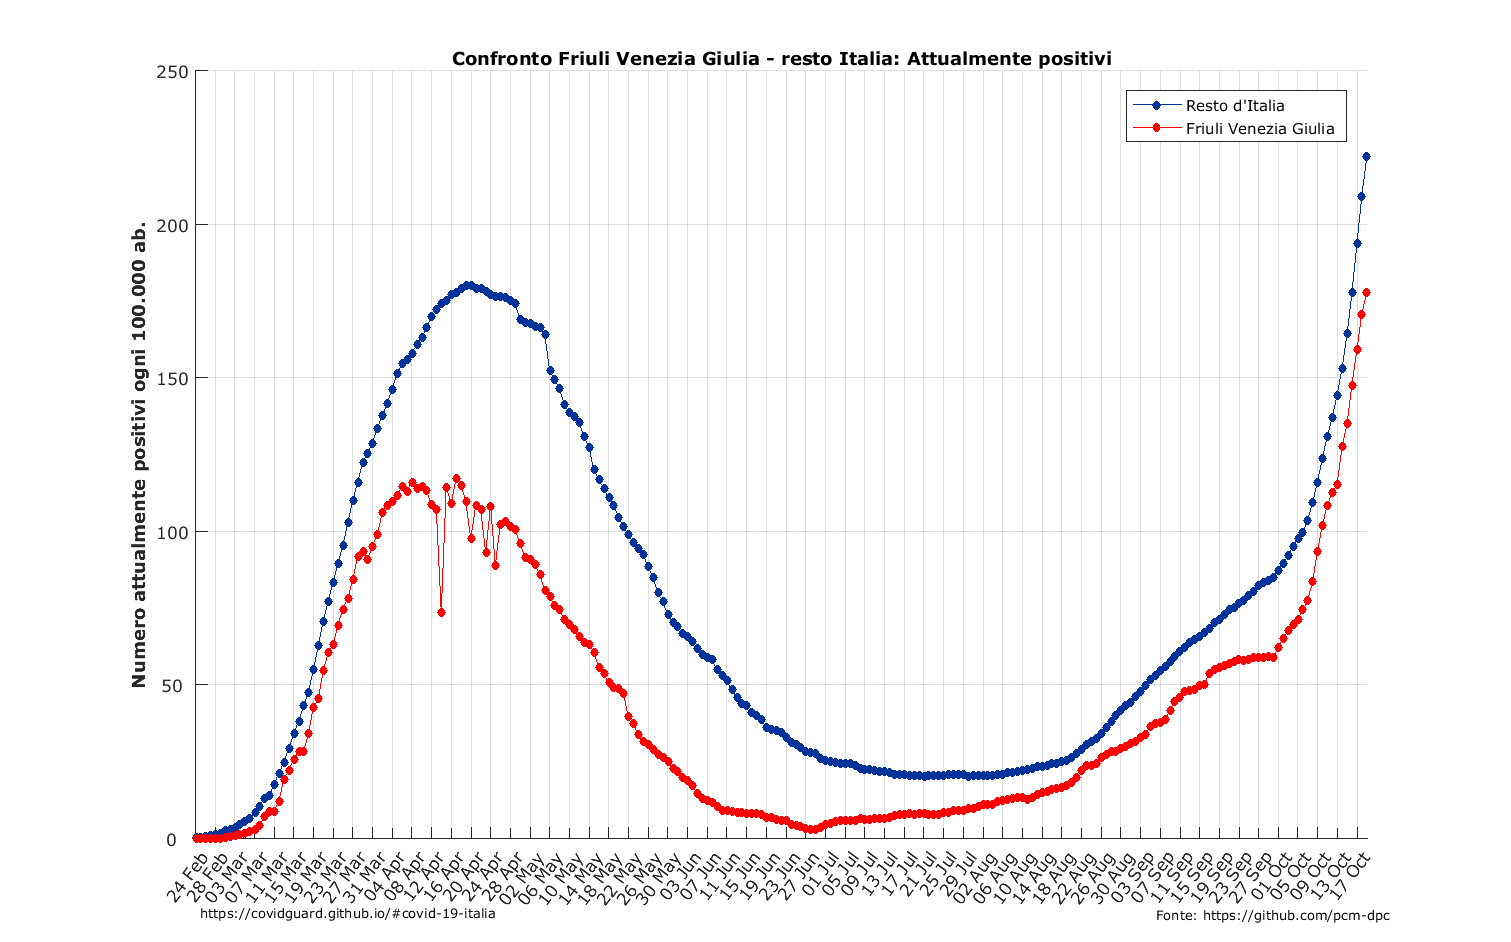 Confronto Friuli Venezia Giulia - resto Italia: Attualmente positivi
Numero attualmente positivi ogni 100.000 ab.
250
200
150
100
50
0
Resto d'Italia
Friuli Venezia Giulia
24 Feb
28 Feb
03 Mar
07 Mar
11 Mar
15 Mar
19 Mar
23 Mar
27 Mar
31 Mar
04 Apr
08 Apr
12 Apr
16 Apr
20 Apr
24 Apr
28 Apr
02 May
06 May
10 May
14 May
18 May
22 May
26 May
30 May
03 Jun
07 Jun
11 Jun
15 Jun
19 Jun
23 Jun
27 Jun
01 Jul
05 Jul
09 Jul
13 Jul
17 Jul
21 Jul
25 Jul
29 Jul
02 Aug
06 Aug
10 Aug
14 Aug
18 Aug
22 Aug
26 Aug
30 Aug
03 Sep
07 Sep
11 Sep
15 Sep
19 Sep
23 Sep
27 Sep
01 Oct
05 Oct
09 Oct
13 Oct
17 Oct
https://covidguard.github.io/#covid-19-italia
Fonte: https://github.com/pcm-dpc